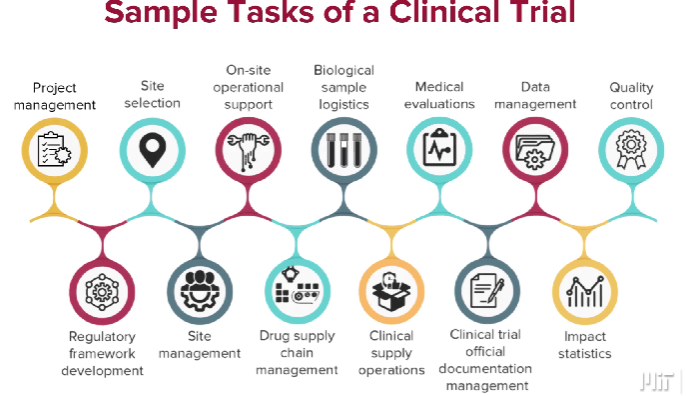 Sample Tasks of a Clinical Trial
Project
management
Site
selection
On-site
operational
support
Biological
sample
logistics
Medical
evaluations
Data
management
Quality
control
Regulatory
framework
development
Site
management
Drug supply
chain
management
Clinical
supply
operations
Clinical trial
official
documentation
management
Impact
statistics
MIT